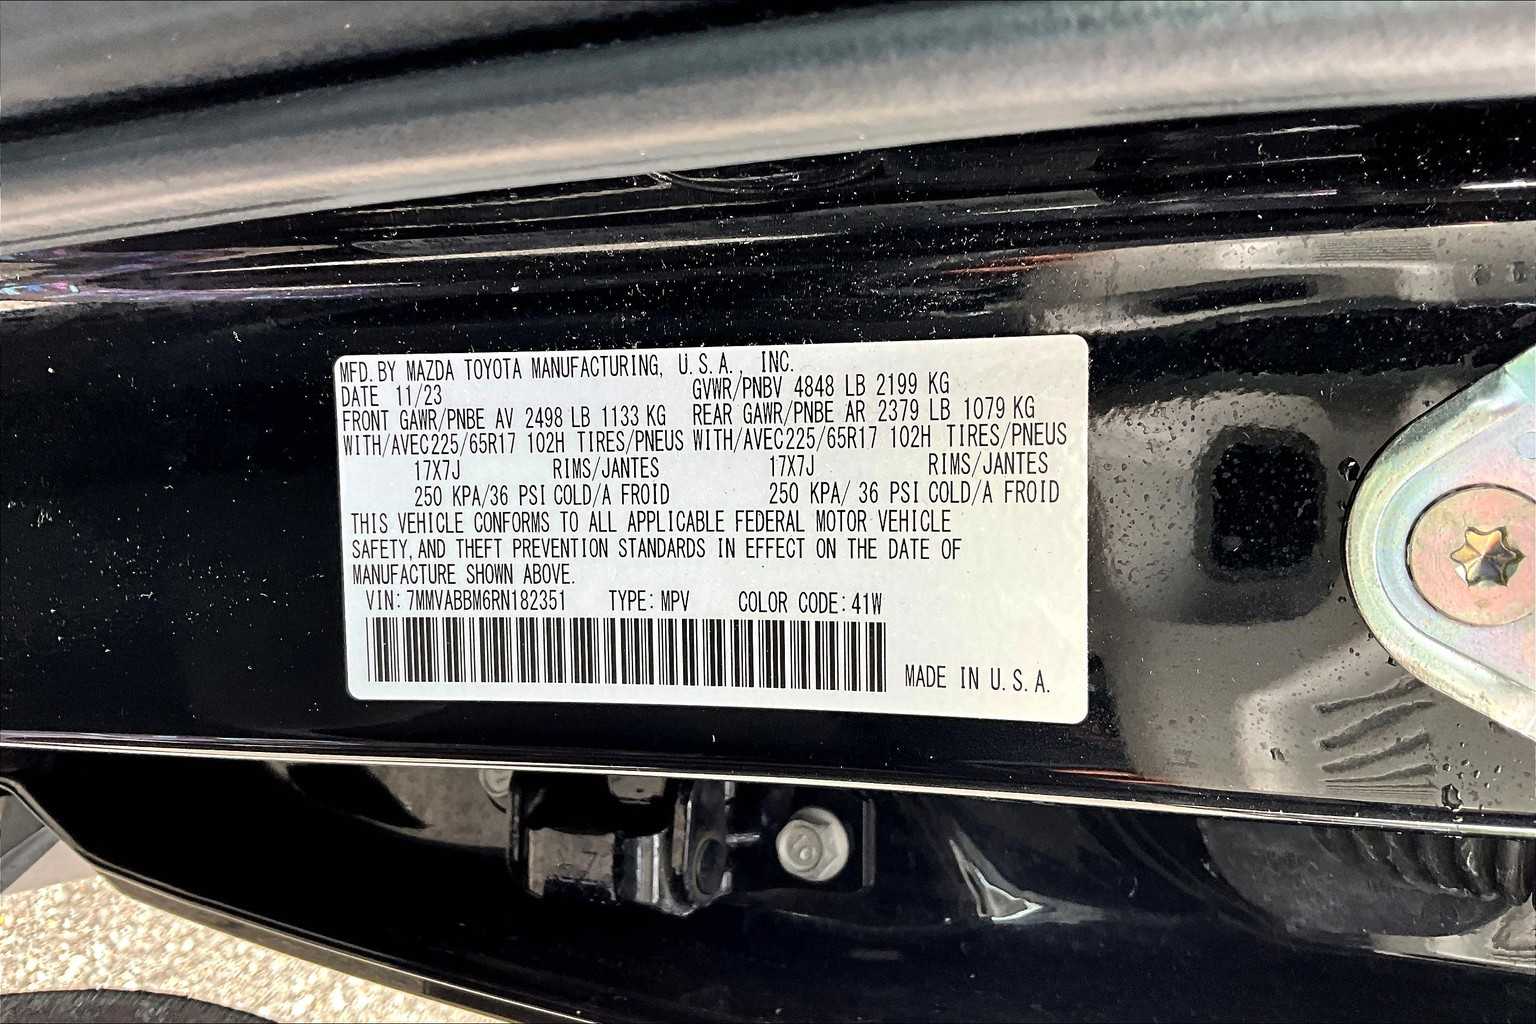 MFD. BY MAZDA TOYOTA MANUFACTURING, U.S.A., INC.
DATE 11/23 GVWR/PNBV 4848 LB 2199 KG
FRONT GAWR/PNBE AV 2498 LB 1133 KG REAR GAWR/PNBE AR 2379 LB 1079 KG
WITH/AVEC225/65R17 102H TIRES/PNEUS WITH/AVEC225/65R17 102H TIRES/PNEUS
17X7J RIMS/JANTES 17X7J RIMS/JANTES
250 KPA/36 PSI COLD/A FROID 250 KPA/ 36 PSI COLD/A FROID
THIS VEHICLE CONFORMS TO ALL APPLICABLE FEDERAL MOTOR VEHICLE
SAFETY, AND THEFT PREVENTION STANDARDS IN EFFECT ON THE DATE OF
MANUFACTURE SHOWN ABOVE.
VIN: 7MMVABBM6RN182351 TYPE: MPV COLOR CODE: 41W
MADE IN U.S.A.